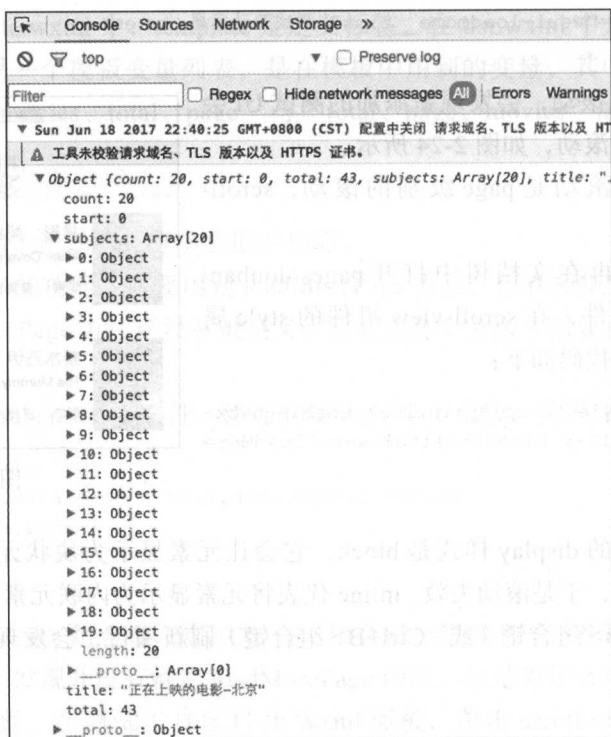 Console Sources Network Storage »
top Preserve log
Filter Regex Hide network messages All Errors Warnings
Sun Jun 18 2017 22:40:25 GMT+0800 (CST) 配置中关闭 请求域名、TLS 版本以及 HT
工具未校验请求域名、TLS 版本以及 HTTPS 证书。
Object {count: 20, start: 0, total: 43, subjects: Array[20], title: ".
count: 20
start: 0
subjects: Array[20]
0: Object
1: Object
2: Object
3: Object
4: Object
5: Object
6: Object
7: Object
8: Object
9: Object
10: Object
11: Object
12: Object
13: Object
14: Object
15: Object
16: Object
17: Object
18: Object
19: Object
length: 20
__proto__: Array[0]
title: "正在上映的电影-北京"
total: 43
__proto__: Object